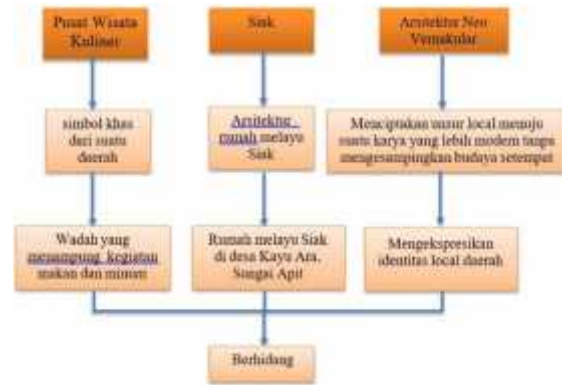 Pusat Wisata
Kuliner
Siak
Arsitektur Neo
Vernakular
simbol khas
dari suatu
daerah
Arsitektur
rumah melayu
Siak
Menciptakan unsur local menuju
suatu karya yang lebih modern tanpa
mengesampingkan budaya setempat
Wadah yang
menampung kegiatan
makan dan minum
Rumah melayu Siak
di desa Kayu Ara,
Sungai Apit
Mengekspresikan
identitas local daerah
Berhidang